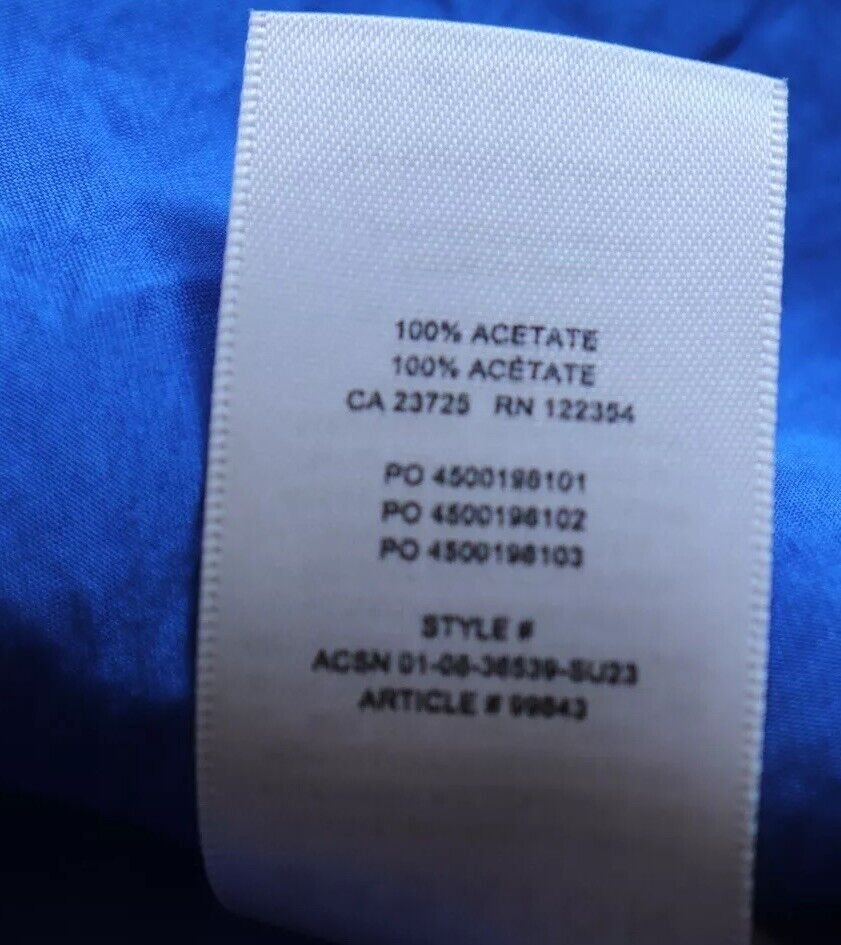 100% ACETATE
100% ACÉTATE
CA 23725 RN 122354
PO 4500198101
PO 4500198102
PO 4500198103
STYLE #
ACSN 01-08-36539-SU23
ARTICLE # 99843